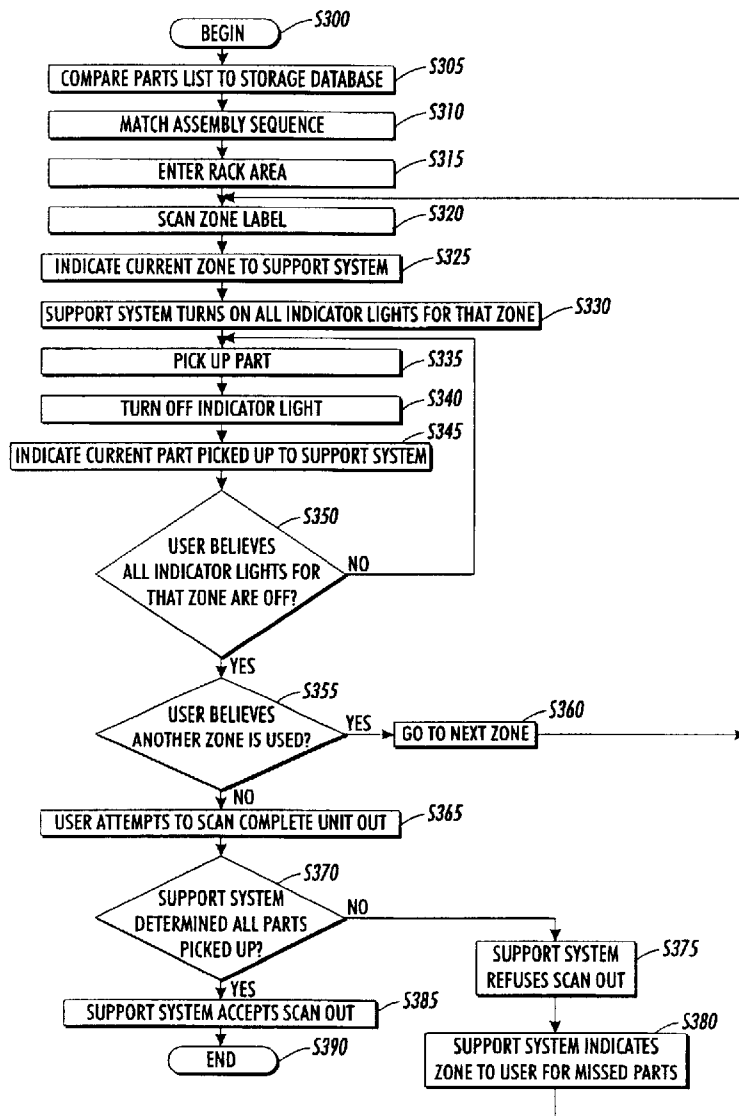 BEGIN
S300
COMPARE PARTS LIST TO STORAGE DATABASE
S305
MATCH ASSEMBLY SEQUENCE
S310
ENTER RACK AREA
S315
SCAN ZONE LABEL
S320
INDICATE CURRENT ZONE TO SUPPORT SYSTEM
S325
SUPPORT SYSTEM TURNS ON ALL INDICATOR LIGHTS FOR THAT ZONE
S330
PICK UP PART
S335
TURN OFF INDICATOR LIGHT
S340
INDICATE CURRENT PART PICKED UP TO SUPPORT SYSTEM
S345
USER BELIEVES
ALL INDICATOR LIGHTS FOR
THAT ZONE ARE OFF?
S350
NO
YES
USER BELIEVES
ANOTHER ZONE IS USED?
S355
YES
GO TO NEXT ZONE
S360
NO
USER ATTEMPTS TO SCAN COMPLETE UNIT OUT
S365
SUPPORT SYSTEM
DETERMINED ALL PARTS
PICKED UP?
S370
NO
SUPPORT SYSTEM
REFUSES SCAN OUT
S375
YES
SUPPORT SYSTEM ACCEPTS SCAN OUT
S385
SUPPORT SYSTEM INDICATES
ZONE TO USER FOR MISSED PARTS
S380
END
S390